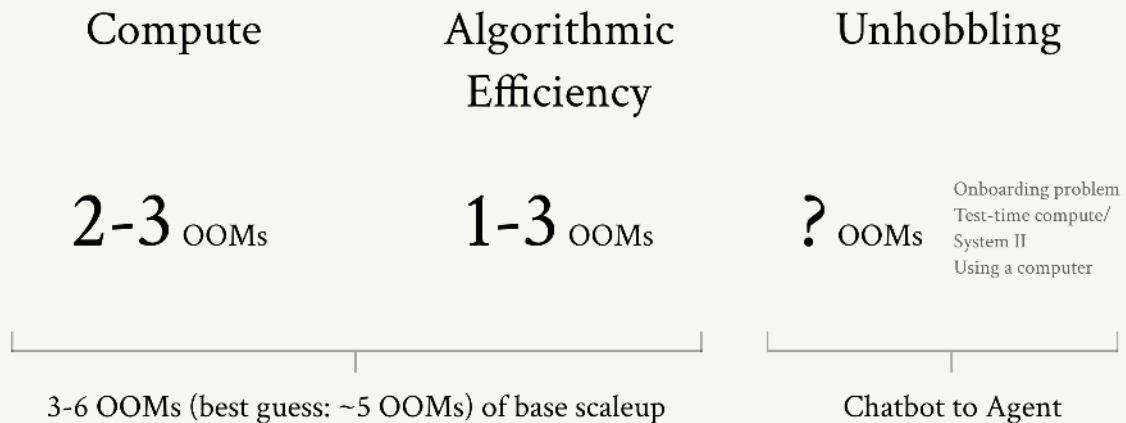 Compute
Algorithmic
Efficiency
Unhobbling
2-3 OOMs
1-3 OOMs
? OOMs
Onboarding problem
Test-time compute/
System II
Using a computer
3-6 OOMs (best guess: ~5 OOMs) of base scaleup
Chatbot to Agent